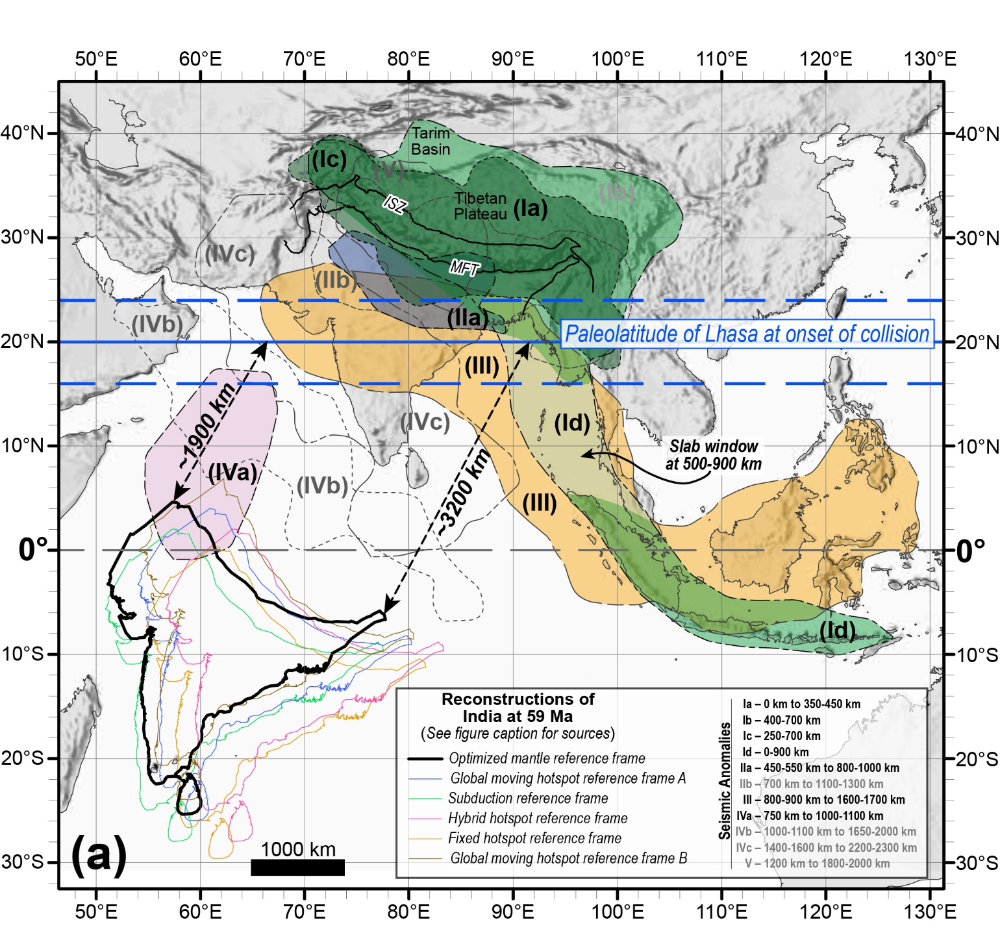 50°E 60°E 70°E 80°E 90°E 100°E 110°E 120°E 130°E
40°N
40°N
Tarim
Basin
(Ic)
(V)
(Ib)
Tibetan
Plateau
(Ia)
ISZ
30°N
30°N
(IVc)
MFT
(IIb)
(IIa)
(IVb)
Paleolatitude of Lhasa at onset of collision
20°N
20°N
(III)
~1900 km
(IVc)
(Id)
10°N
10°N
Slab window
at 500-900 km
(IVa)
(IVb)
~3200 km
(III)
0°
0°
(Id)
10°S
10°S
Reconstructions of
India at 59 Ma
(See figure caption for sources)
Optimized mantle reference frame
Global moving hotspot reference frame A
Subduction reference frame
Hybrid hotspot reference frame
Fixed hotspot reference frame
Global moving hotspot reference frame B
Seismic Anomalies
Ia – 0 km to 350-450 km
Ib – 400-700 km
Ic – 250-700 km
Id – 0-900 km
IIa – 450-550 km to 800-1000 km
IIb – 700 km to 1100-1300 km
III – 800-900 km to 1600-1700 km
IVa – 750 km to 1000-1100 km
IVb – 1000-1100 km to 1650-2000 km
IVc – 1400-1600 km to 2200-2300 km
V – 1200 km to 1800-2000 km
20°S
20°S
(a)
1000 km
30°S
30°S
50°E 60°E 70°E 80°E 90°E 100°E 110°E 120°E 130°E